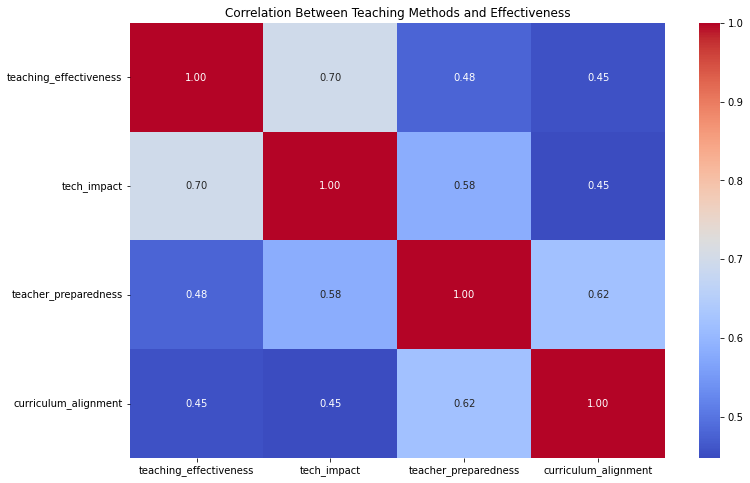 Correlation Between Teaching Methods and Effectiveness
teaching_effectiveness 1.00 0.70 0.48 0.45
tech_impact 0.70 1.00 0.58 0.45
teacher_preparedness 0.48 0.58 1.00 0.62
curriculum_alignment 0.45 0.45 0.62 1.00
teaching_effectiveness tech_impact teacher_preparedness curriculum_alignment
1.0
0.9
0.8
0.7
0.6
0.5